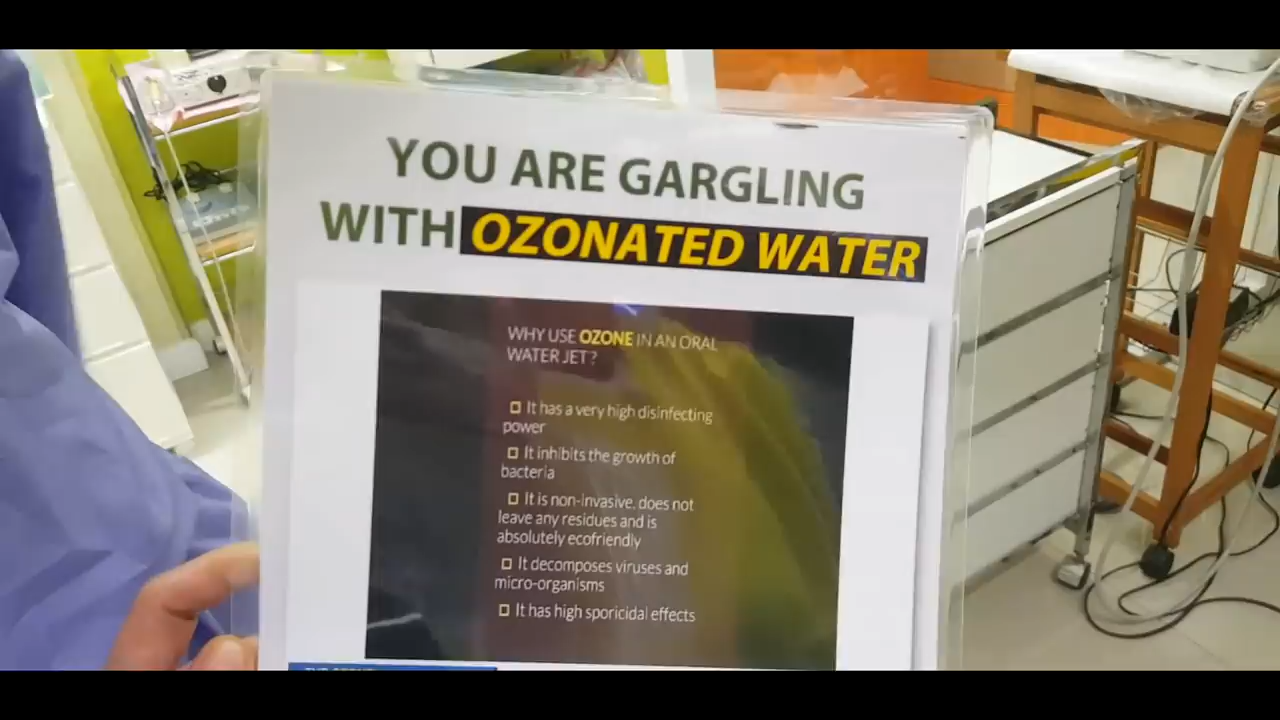 YOU ARE GARGLING
WITH OZONATED WATER
WHY USE OZONE IN AN ORAL
WATER JET?
It has a very high disinfecting
power
It inhibits the growth of
bacteria
It is non-invasive, does not
leave any residues and is
absolutely ecofriendly
It decomposes viruses and
micro-organisms
It has high sporicidal effects